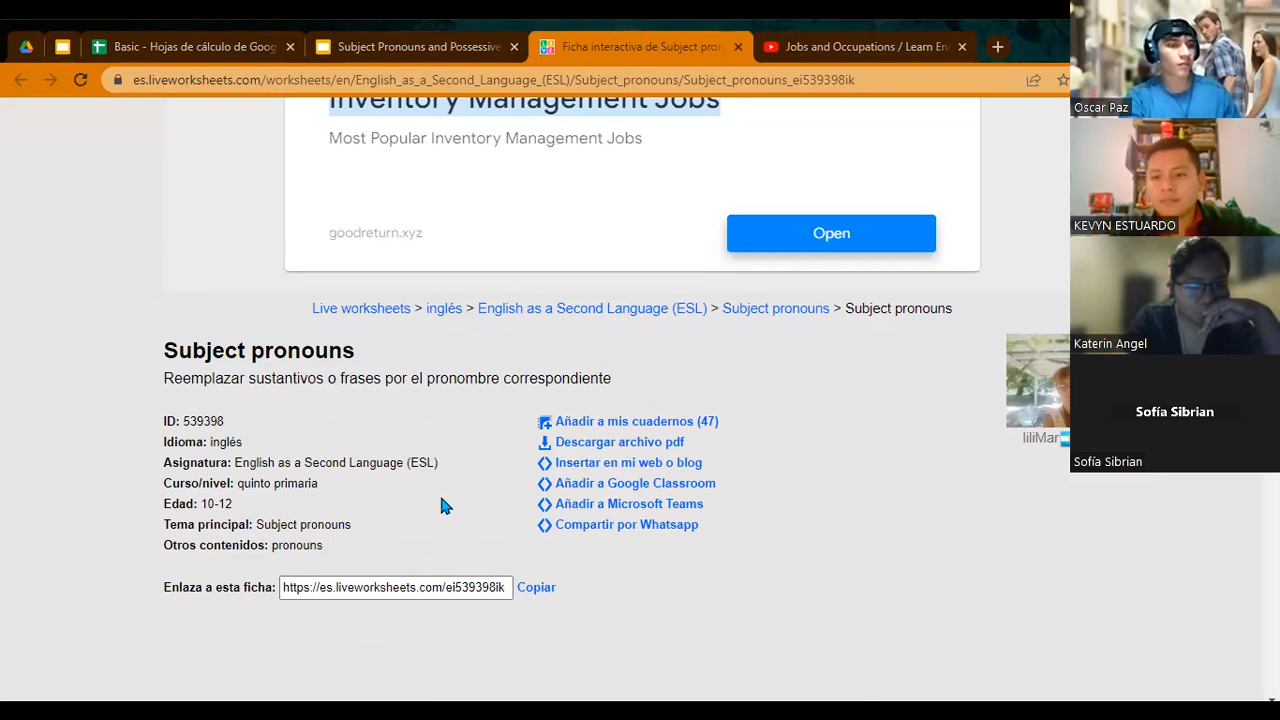 Basic - Hojas de cálculo de Goog
Subject Pronouns and Possessive
Ficha interactiva de Subject pron
Jobs and Occupations / Learn En
es.liveworksheets.com/worksheets/en/English_as_a_Second_Language_(ESL)/Subject_pronouns/Subject_pronouns_ei539398ik
Inventory Management Jobs
Most Popular Inventory Management Jobs
goodreturn.xyz
Open
Live worksheets > inglés > English as a Second Language (ESL) > Subject pronouns > Subject pronouns
Subject pronouns
Reemplazar sustantivos o frases por el pronombre correspondiente
ID: 539398
Idioma: inglés
Asignatura: English as a Second Language (ESL)
Curso/nivel: quinto primaria
Edad: 10-12
Tema principal: Subject pronouns
Otros contenidos: pronouns
Añadir a mis cuadernos (47)
Descargar archivo pdf
Insertar en mi web o blog
Añadir a Google Classroom
Añadir a Microsoft Teams
Compartir por Whatsapp
Enlaza a esta ficha: https://es.liveworksheets.com/ei539398ik Copiar
liliMar
Oscar Paz
KEVYN ESTUARDO
Katerin Angel
Sofía Sibrian
Sofía Sibrian